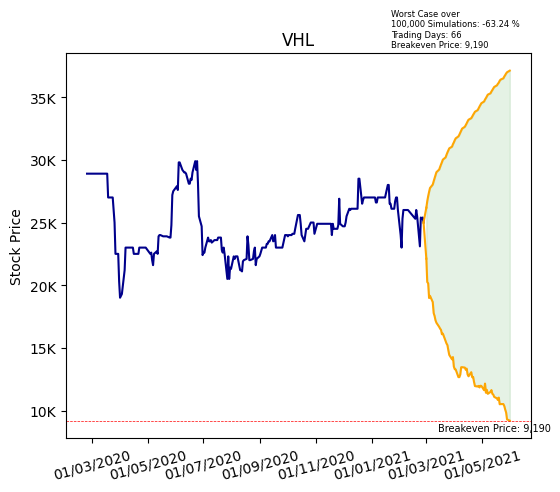 Worst Case over
100,000 Simulations: -63.24 %
Trading Days: 66
Breakeven Price: 9,190
VHL
Stock Price
35K
30K
25K
20K
15K
10K
Breakeven Price: 9,190
01/03/2020
01/05/2020
01/07/2020
01/09/2020
01/11/2020
01/01/2021
01/03/2021
01/05/2021